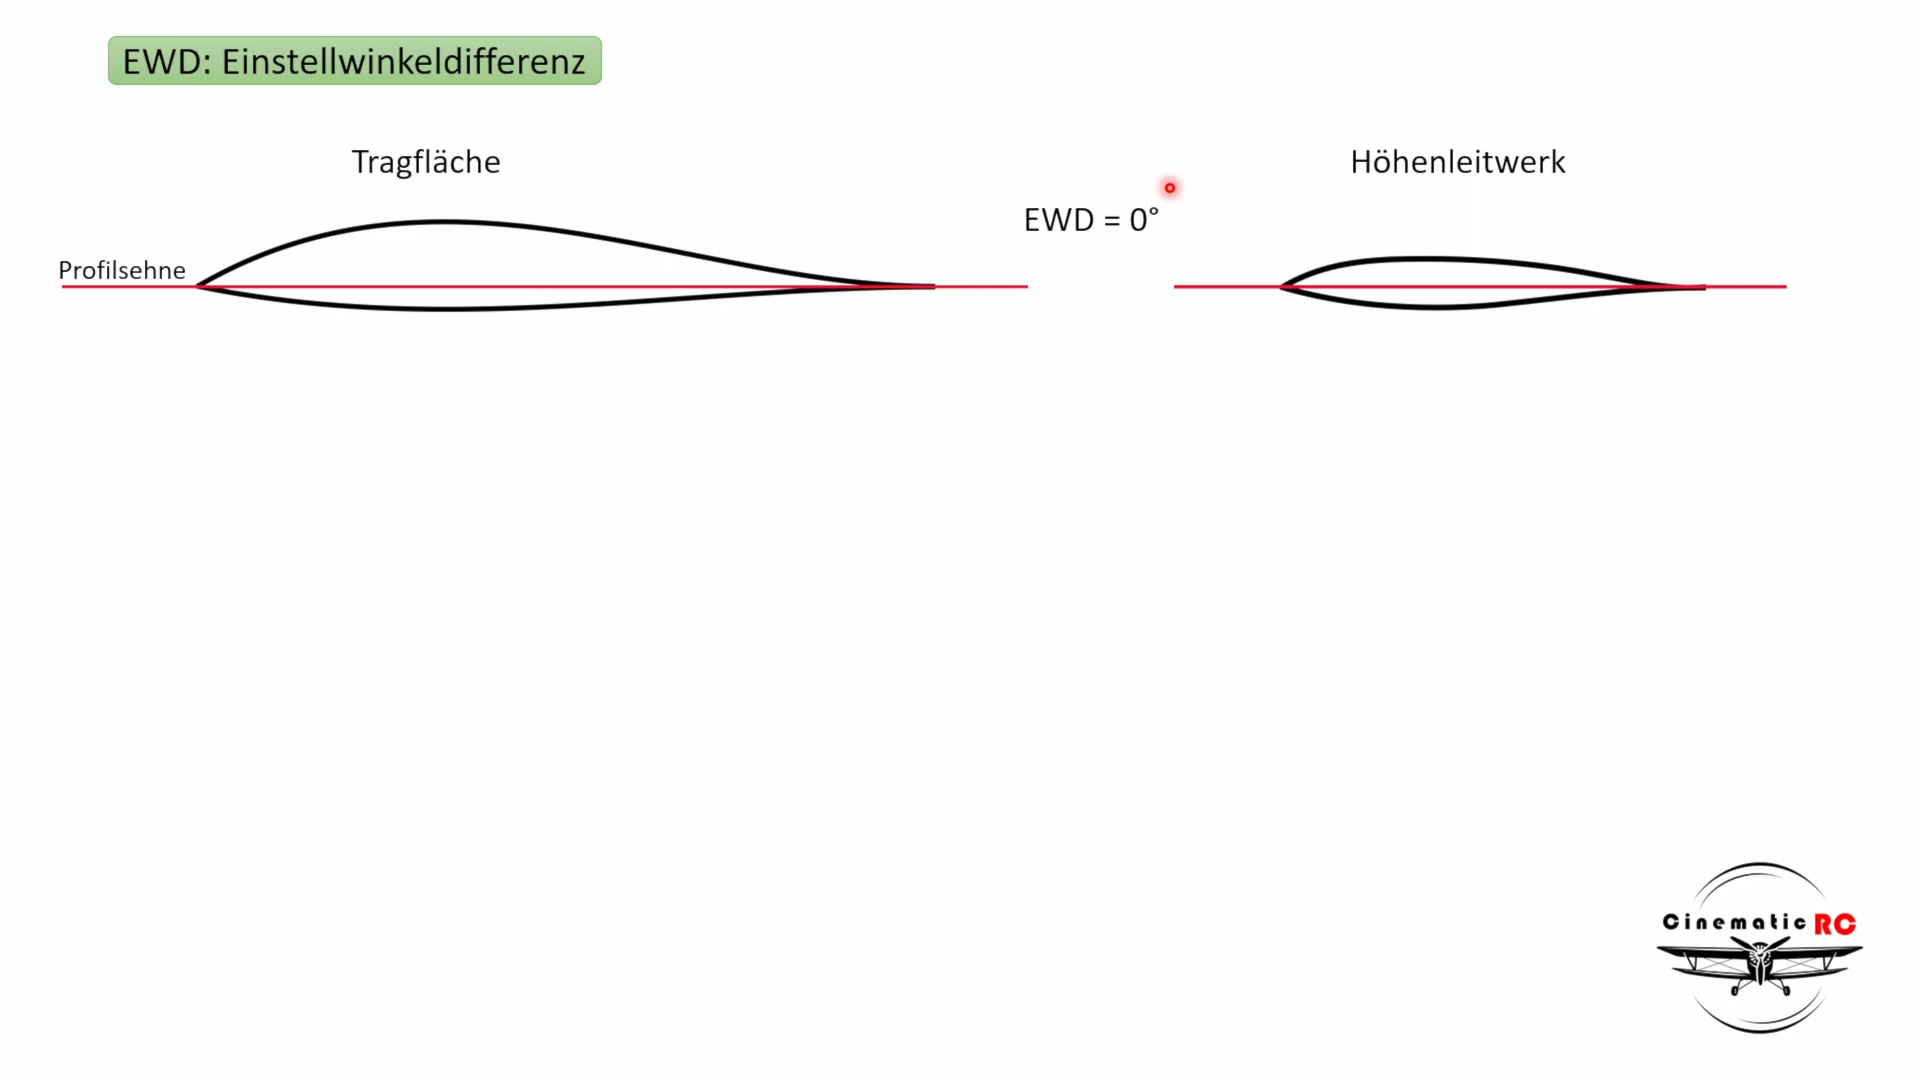 EWD: Einstellwinkeldifferenz
Tragfläche
Höhenleitwerk
EWD = 0°
Profilsehne
Cinematic RC